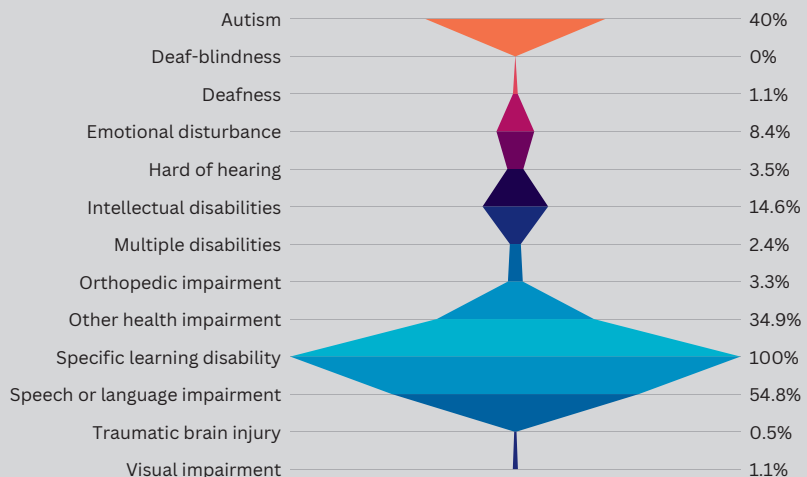 Autism 40%
Deaf-blindness 0%
Deafness 1.1%
Emotional disturbance 8.4%
Hard of hearing 3.5%
Intellectual disabilities 14.6%
Multiple disabilities 2.4%
Orthopedic impairment 3.3%
Other health impairment 34.9%
Specific learning disability 100%
Speech or language impairment 54.8%
Traumatic brain injury 0.5%
Visual impairment 1.1%